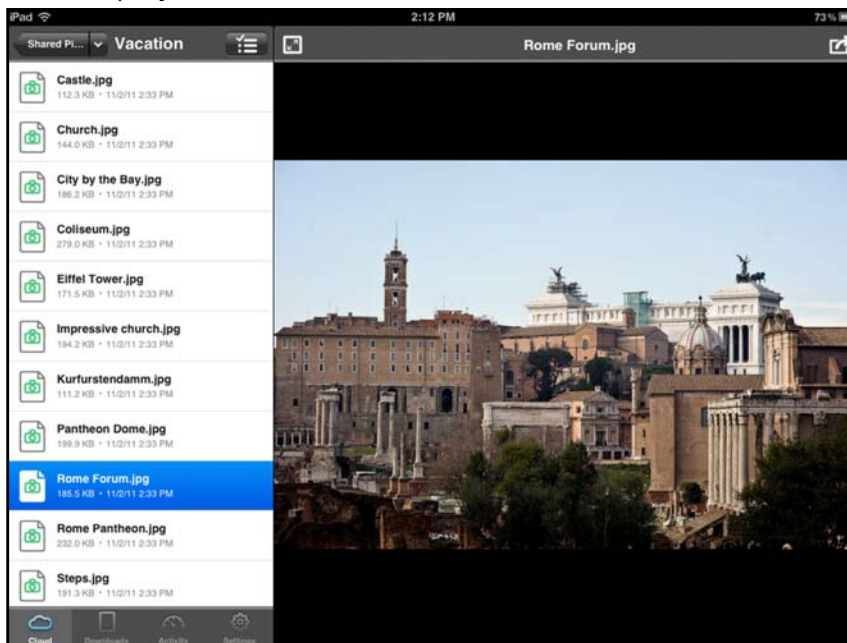 iPad
2:12 PM
73%
Shared Pi...
Vacation
Rome Forum.jpg
Castle.jpg
112.3 KB • 11/2/11 2:33 PM
Church.jpg
144.0 KB • 11/2/11 2:33 PM
City by the Bay.jpg
186.2 KB • 11/2/11 2:33 PM
Coliseum.jpg
279.0 KB • 11/2/11 2:33 PM
Eiffel Tower.jpg
171.5 KB • 11/2/11 2:33 PM
Impressive church.jpg
194.2 KB • 11/2/11 2:33 PM
Kurfurstendamm.jpg
111.2 KB • 11/2/11 2:33 PM
Pantheon Dome.jpg
199.9 KB • 11/2/11 2:33 PM
Rome Forum.jpg
185.5 KB • 11/2/11 2:33 PM
Rome Pantheon.jpg
232.0 KB • 11/2/11 2:33 PM
Steps.jpg
191.3 KB • 11/2/11 2:33 PM
Cloud
Downloads
Activity
Settings